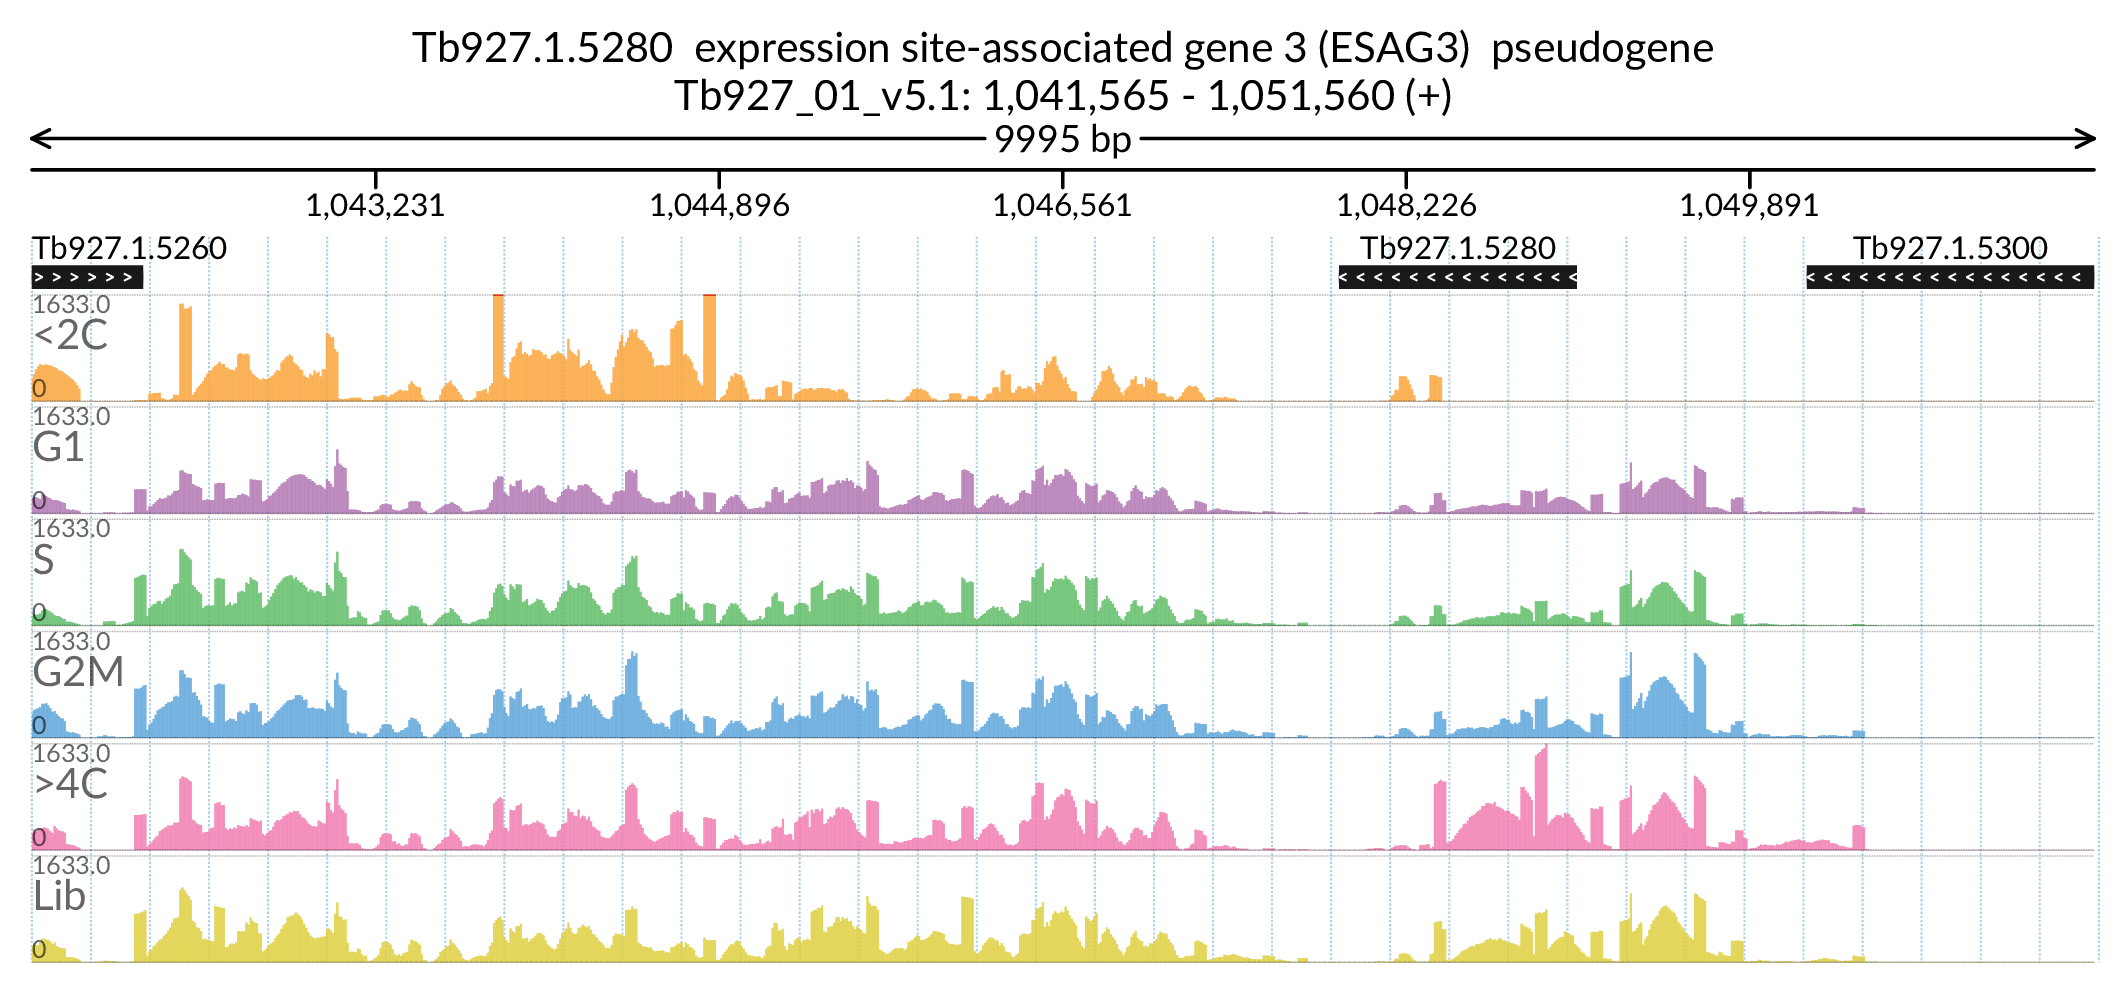 Tb927.1.5280 expression site-associated gene 3 (ESAG3) pseudogene
Tb927_01_v5.1: 1,041,565 - 1,051,560 (+)
9995 bp
1,043,231 1,044,896 1,046,561 1,048,226 1,049,891
Tb927.1.5260 Tb927.1.5280 Tb927.1.5300
1633.0
<2C
0
1633.0
G1
0
1633.0
S
0
1633.0
G2M
0
1633.0
>4C
0
1633.0
Lib
0